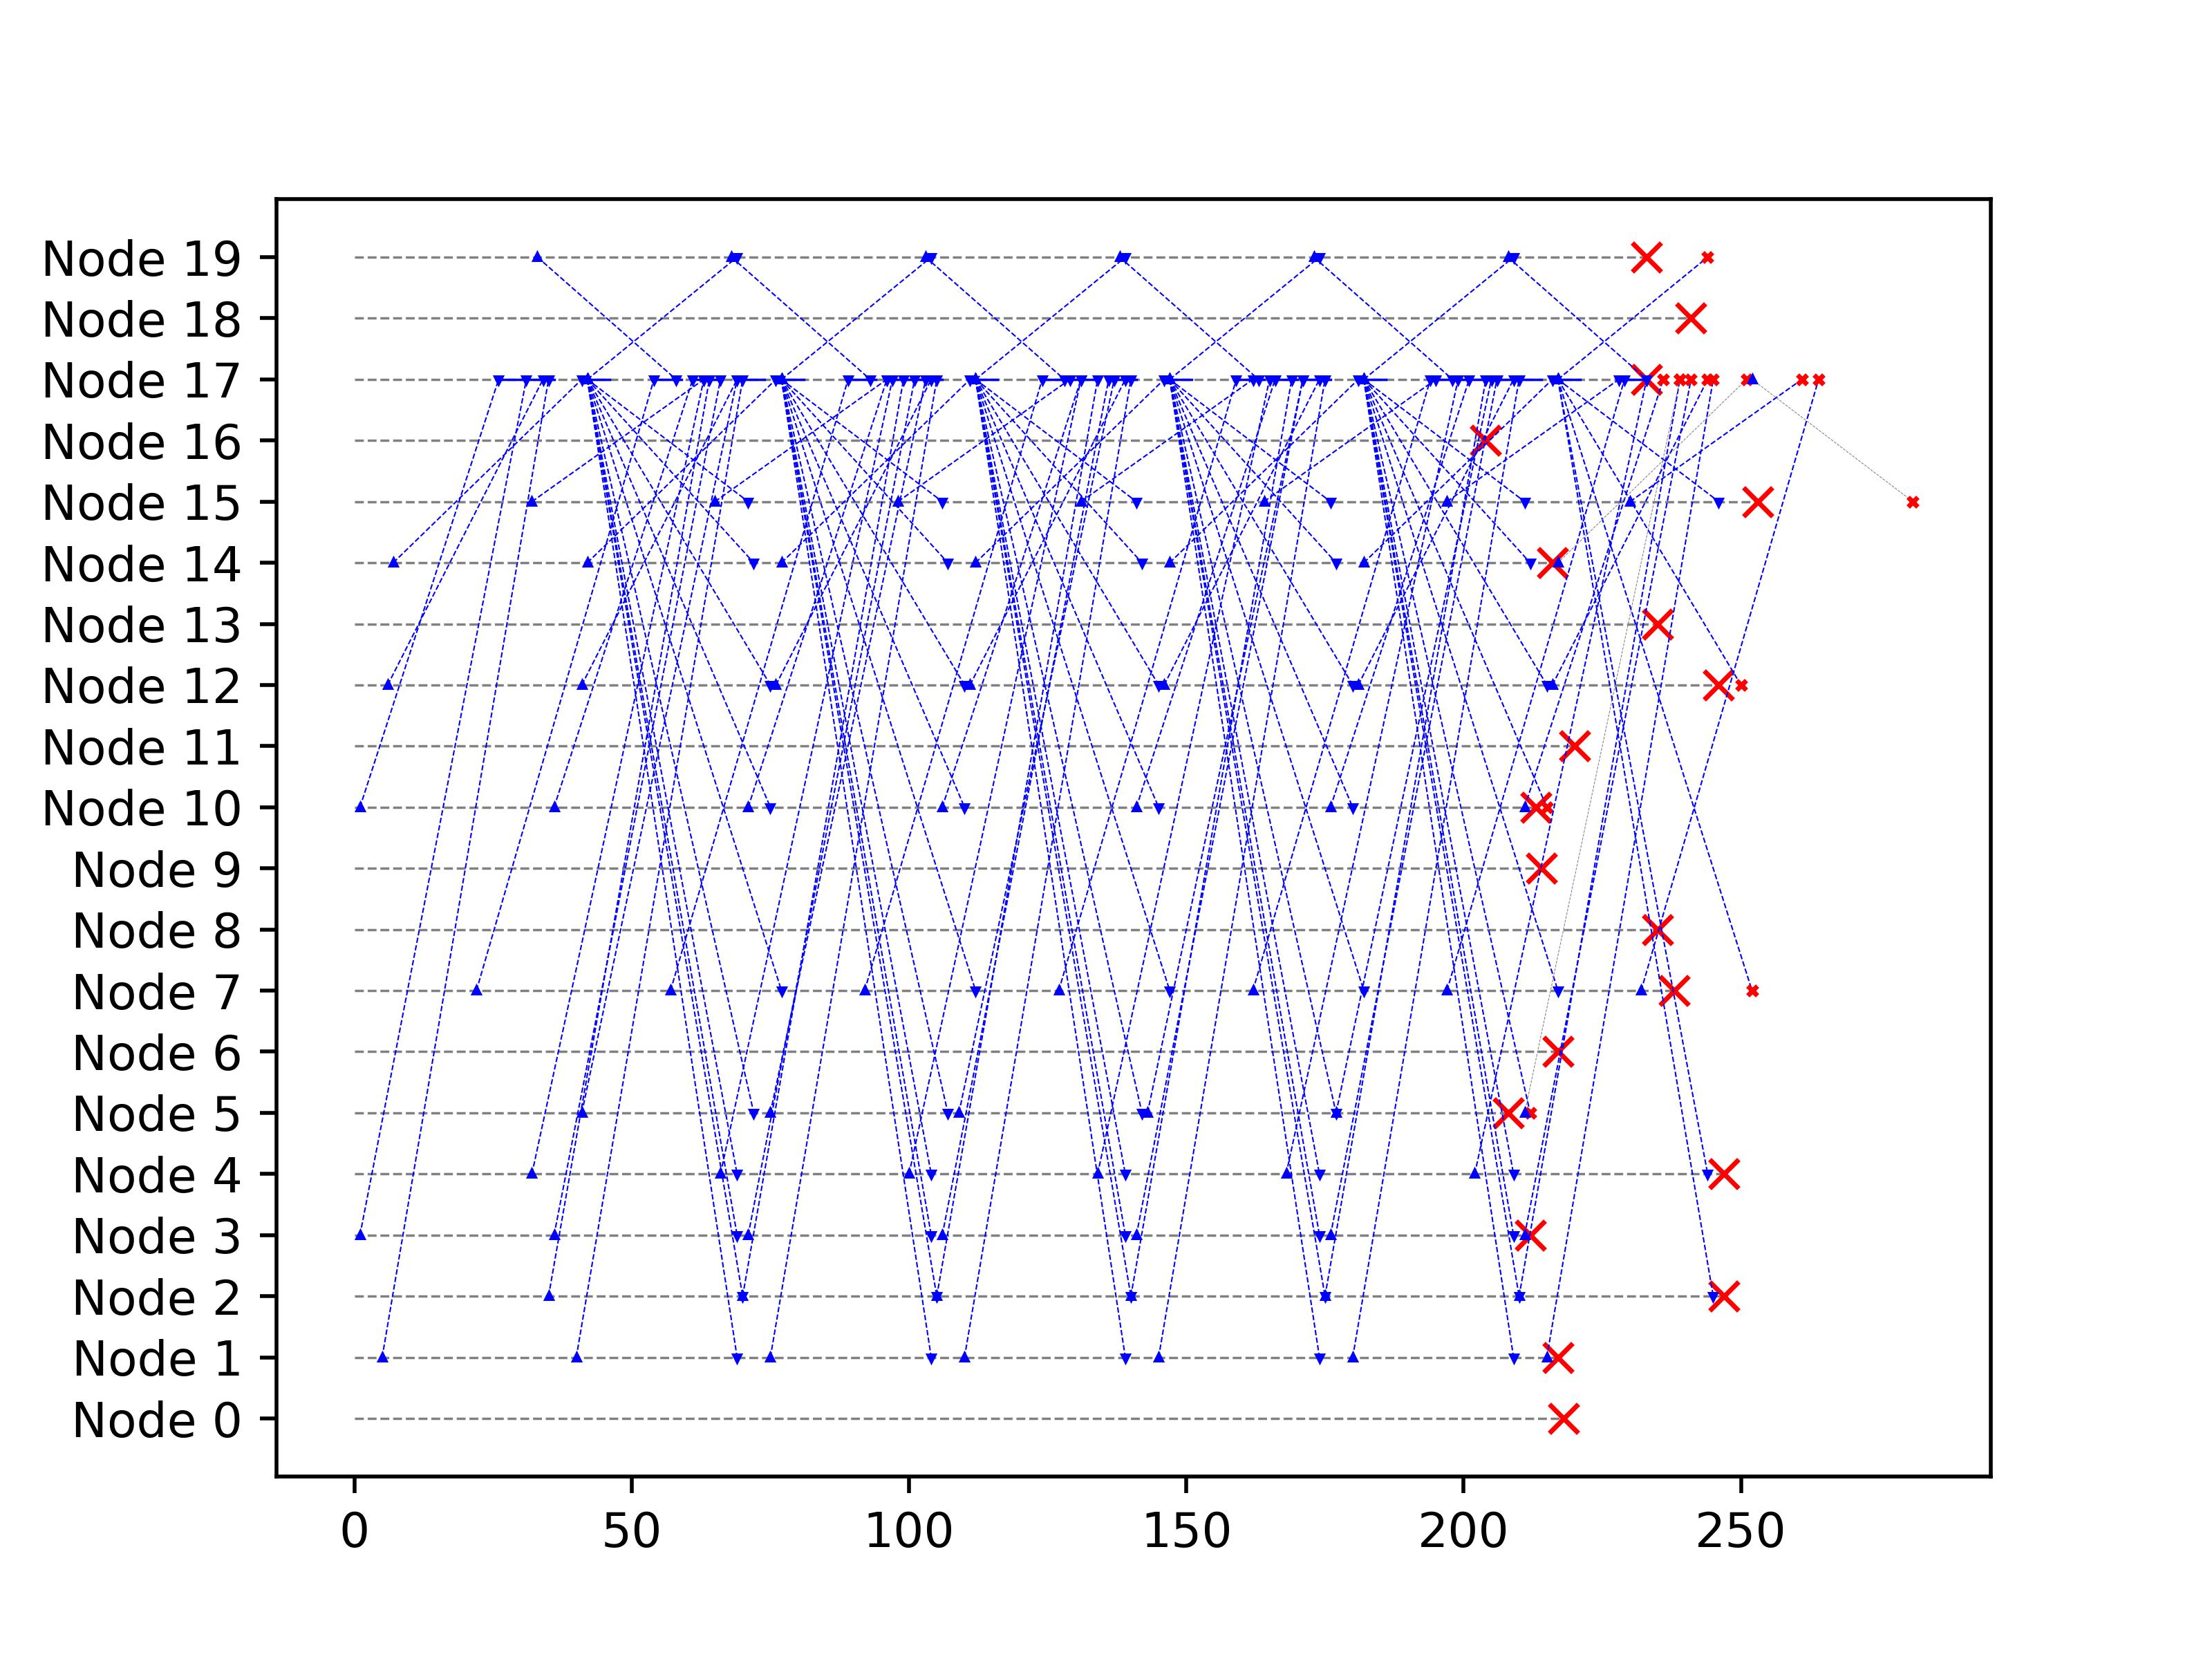 Node 19
Node 18
Node 17
Node 16
Node 15
Node 14
Node 13
Node 12
Node 11
Node 10
Node 9
Node 8
Node 7
Node 6
Node 5
Node 4
Node 3
Node 2
Node 1
Node 0
0 50 100 150 200 250